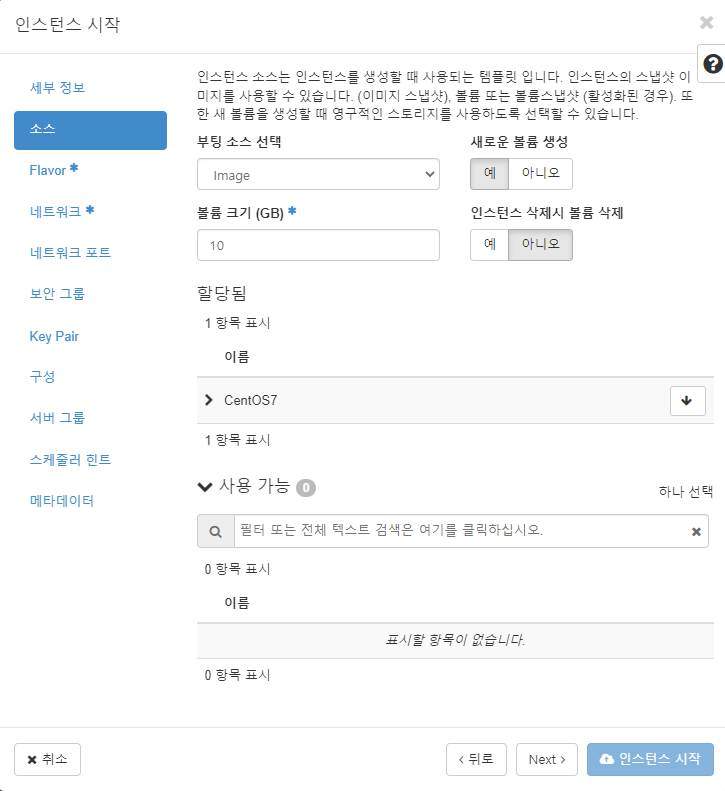 인스턴스 시작
세부 정보
소스
Flavor *
네트워크 *
네트워크 포트
보안 그룹
Key Pair
구성
서버 그룹
스케줄러 힌트
메타데이터
인스턴스 소스는 인스턴스를 생성할 때 사용되는 템플릿 입니다. 인스턴스의 스냅샷 이
미지를 사용할 수 있습니다. (이미지 스냅샷), 볼륨 또는 볼륨스냅샷 (활성화된 경우). 또
한 새 볼륨을 생성할 때 영구적인 스토리지를 사용하도록 선택할 수 있습니다.
부팅 소스 선택
Image
새로운 볼륨 생성
예 아니오
볼륨 크기 (GB) *
10
인스턴스 삭제시 볼륨 삭제
예 아니오
할당됨
1 항목 표시
이름
CentOS7
1 항목 표시
사용 가능 0
하나 선택
필터 또는 전체 텍스트 검색은 여기를 클릭하십시오.
0 항목 표시
이름
표시할 항목이 없습니다.
0 항목 표시
× 취소
‹ 뒤로
Next ›
인스턴스 시작